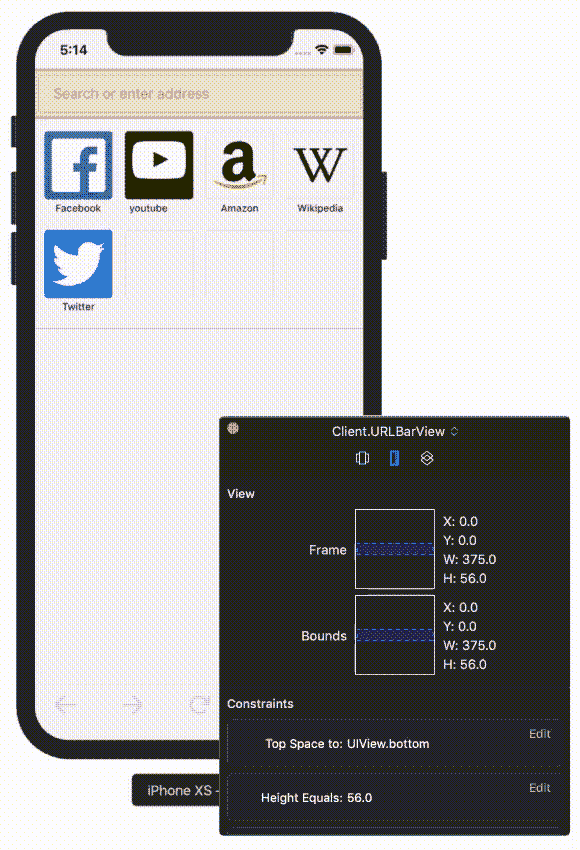 5:14
Search or enter address
Facebook
youtube
Amazon
Wikipedia
Twitter
Client.URLBarView
View
Frame
X: 0.0
Y: 0.0
W: 375.0
H: 56.0
Bounds
X: 0.0
Y: 0.0
W: 375.0
H: 56.0
Constraints
Top Space to: UIView.bottom
Edit
Height Equals: 56.0
Edit
iPhone XS -